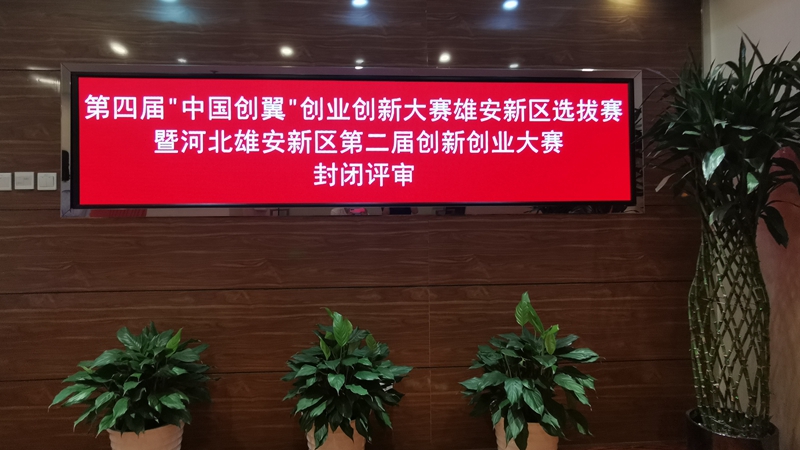 第四届"中国创翼"创业创新大赛雄安新区选拔赛
暨河北雄安新区第二届创新创业大赛
封闭评审